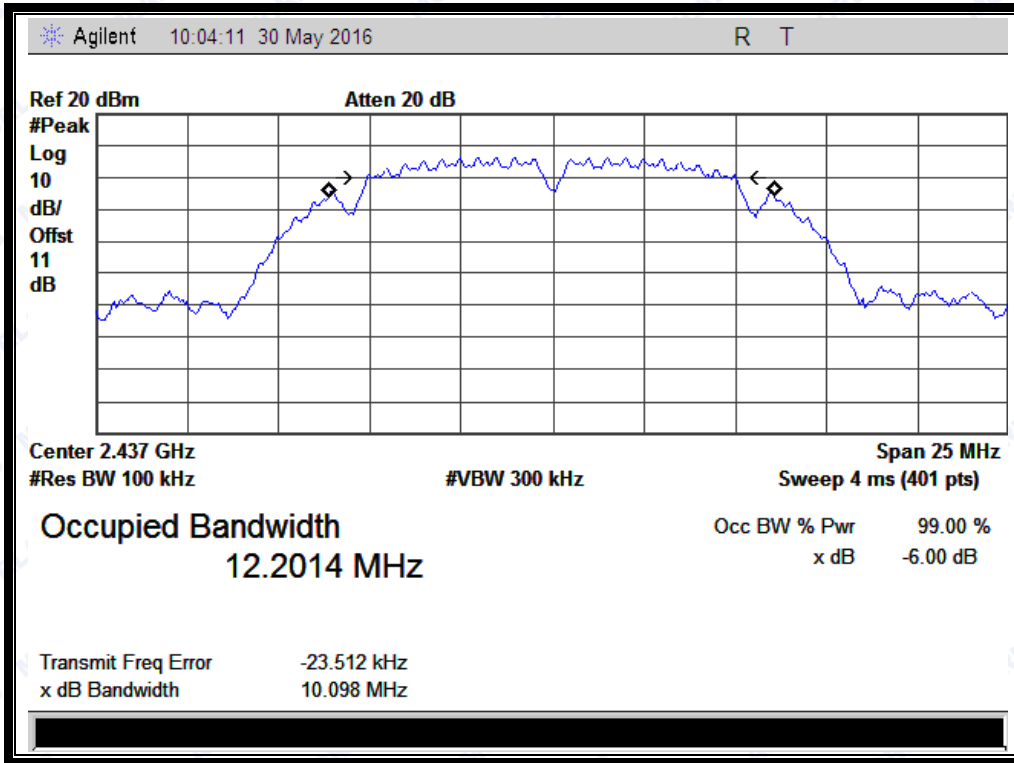 Agilent 10:04:11 30 May 2016 R T
Ref 20 dBm Atten 20 dB
#Peak
Log
10
dB/
Offst
11
dB
Center 2.437 GHz Span 25 MHz
#Res BW 100 kHz #VBW 300 kHz Sweep 4 ms (401 pts)
Occupied Bandwidth Occ BW % Pwr 99.00 %
12.2014 MHz x dB -6.00 dB
Transmit Freq Error -23.512 kHz
x dB Bandwidth 10.098 MHz